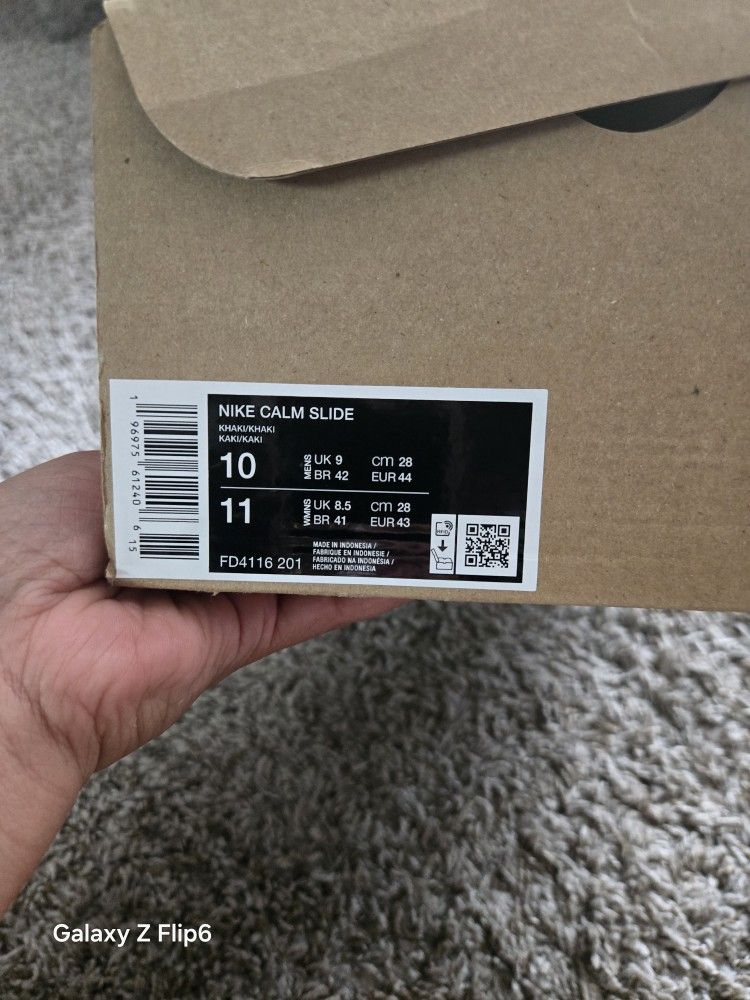 NIKE CALM SLIDE
KHAKI/KHAKI
KAKI/KAKI
10 MENS UK 9 cm 28
BR 42 EUR 44
11 WMNS UK 8.5 cm 28
BR 41 EUR 43
MADE IN INDONESIA /
FABRIQUE EN INDONESIE /
FABRICADO NA INDONÉSIA /
HECHO EN INDONESIA
FD4116 201
1 96975 61240 6 15
Galaxy Z Flip6